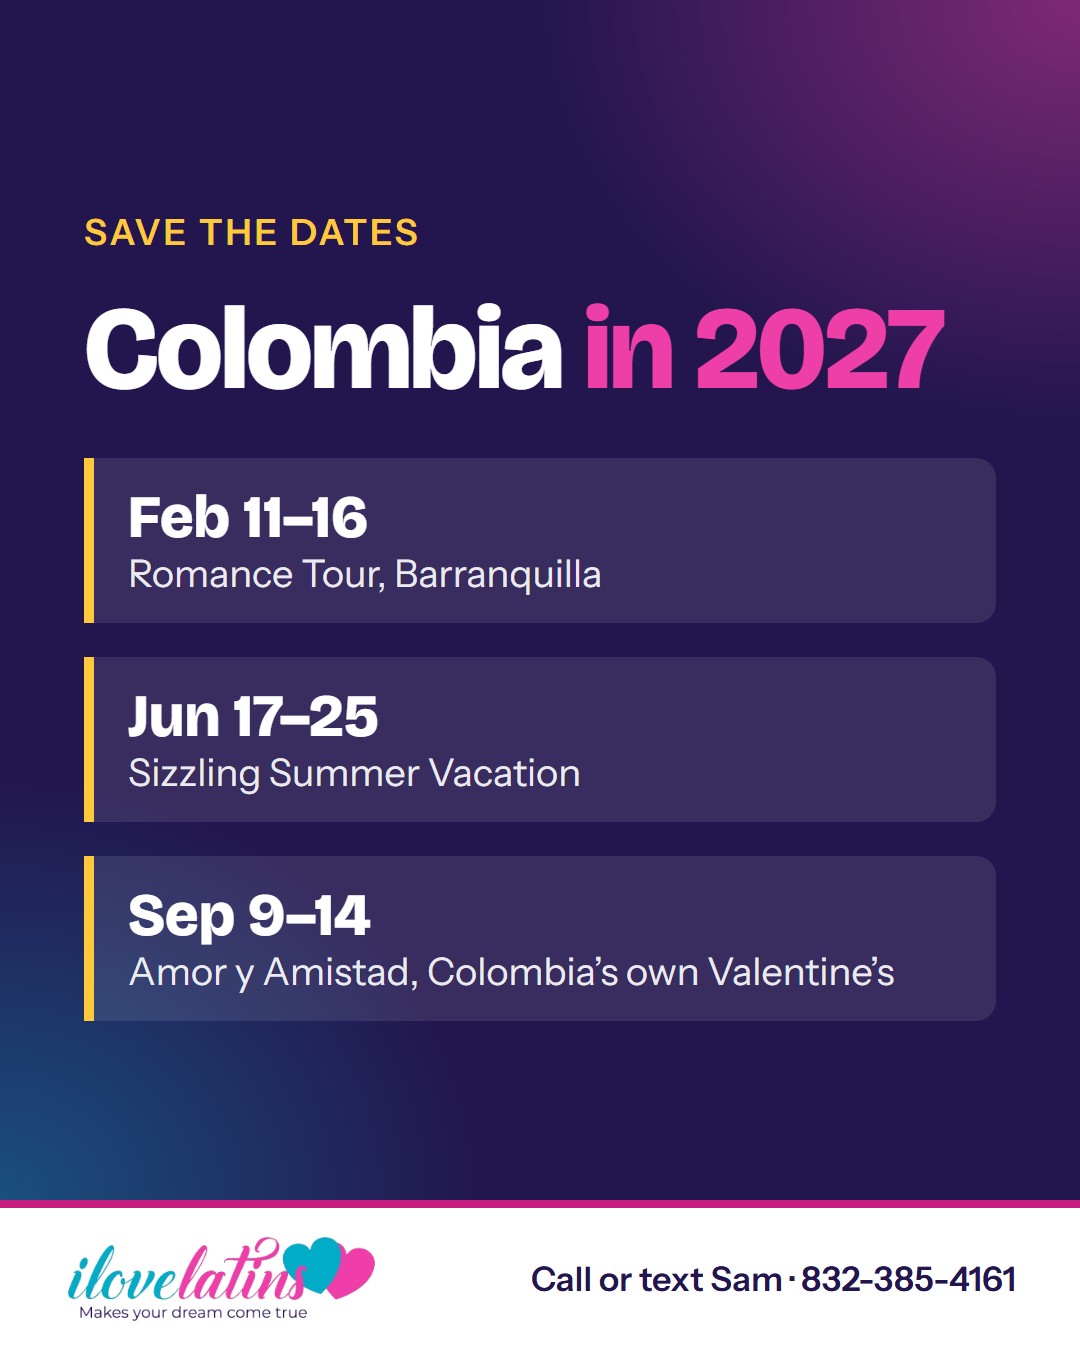 SAVE THE DATES
Colombia in 2027
Feb 11–16
Romance Tour, Barranquilla
Jun 17–25
Sizzling Summer Vacation
Sep 9–14
Amor y Amistad, Colombia’s own Valentine’s
ilovelatins
Makes your dream come true
Call or text Sam · 832-385-4161